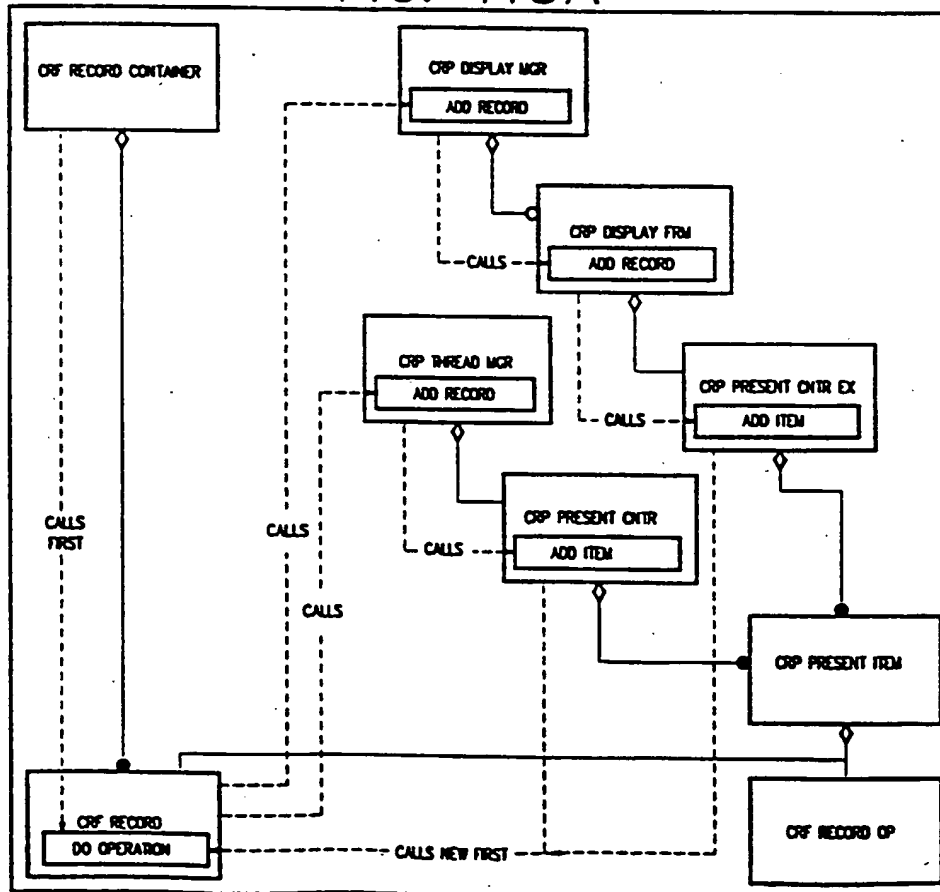 CRF RECORD CONTAINER
CRP DISPLAY MGR
ADD RECORD
CRP DISPLAY FRM
CALLS
ADD RECORD
CRP THREAD MGR
ADD RECORD
CRP PRESENT CNTR EX
CALLS
ADD ITEM
CRP PRESENT CNTR
CALLS
FIRST
CALLS
CALLS
ADD ITEM
CALLS
CRP PRESENT ITEM
CRF RECORD
DO OPERATION
CALLS NEW FIRST
CRF RECORD OP